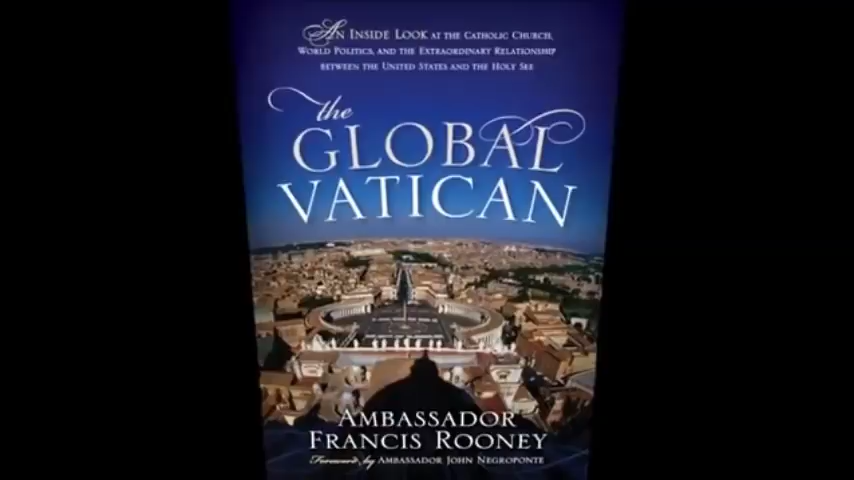 An Inside Look at the Catholic Church,
World Politics, and the Extraordinary Relationship
between the United States and the Holy See
the
GLOBAL
VATICAN
Ambassador
Francis Rooney
Foreword by Ambassador John Negroponte